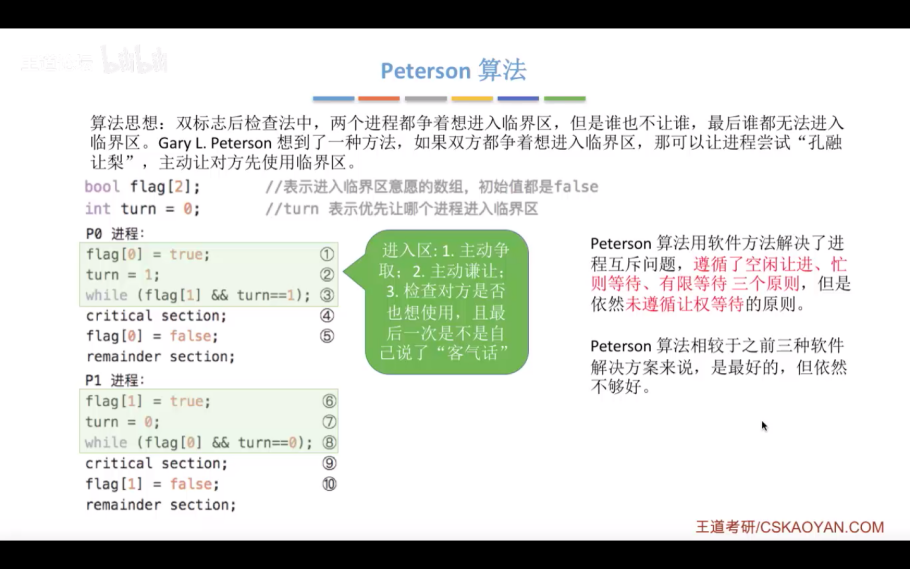 bilibili
Peterson 算法
算法思想：双标志后检查法中，两个进程都争着想进入临界区，但是谁也不让谁，最后谁都无法进入
临界区。Gary L. Peterson 想到了一种方法，如果双方都争着想进入临界区，那可以让进程尝试“孔融
让梨”，主动让对方先使用临界区。
bool flag[2]; //表示进入临界区意愿的数组，初始值都是false
int turn = 0; //turn 表示优先让哪个进程进入临界区
P0 进程：
flag[0] = true; ①
turn = 1; ②
while (flag[1] && turn==1); ③
critical section; ④
flag[0] = false; ⑤
remainder section;
P1 进程：
flag[1] = true; ⑥
turn = 0; ⑦
while (flag[0] && turn==0); ⑧
critical section; ⑨
flag[1] = false; ⑩
remainder section;
进入区: 1. 主动争
取; 2. 主动谦让;
3. 检查对方是否
也想使用，且最
后一次是不是自
己说了“客气话”
Peterson 算法用软件方法解决了进
程互斥问题，遵循了空闲让进、忙
则等待、有限等待 三个原则，但是
依然未遵循让权等待的原则。
Peterson 算法相较于之前三种软件
解决方案来说，是最好的，但依然
不够好。
王道考研/CSKAOYAN.COM